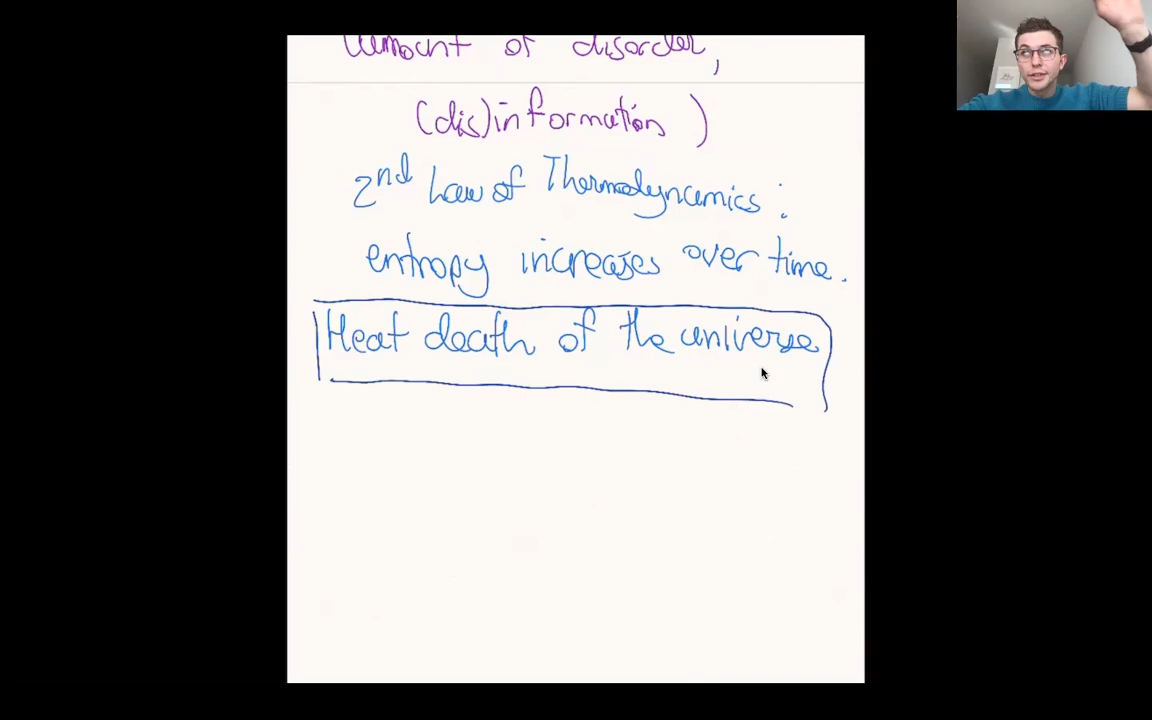 amount of disorder,
(dis)information)
2nd Law of Thermodynamics:
entropy increases over time.
Heat death of the universe